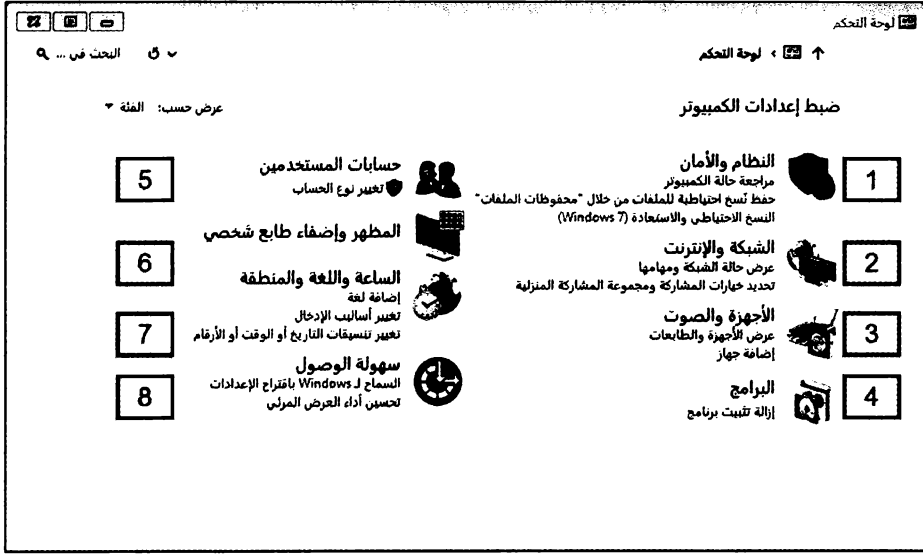 لوحة التحكم
لوحة التحكم
البحث في ...
ضبط إعدادات الكمبيوتر
عرض حسب: الفئة
1
النظام والأمان
مراجعة حالة الكمبيوتر
حفظ نُسخ احتياطية للملفات من خلال "محفوظات الملفات"
النسخ الاحتياطي والاستعادة (Windows 7)
2
الشبكة والإنترنت
عرض حالة الشبكة ومهامها
تحديد خيارات المشاركة ومجموعة المشاركة المنزلية
3
الأجهزة والصوت
عرض الأجهزة والطابعات
إضافة جهاز
4
البرامج
إزالة تثبيت برنامج
حسابات المستخدمين
تغيير نوع الحساب
5
المظهر وإضفاء طابع شخصي
6
الساعة واللغة والمنطقة
إضافة لغة
تغيير أساليب الإدخال
تغيير تنسيقات التاريخ أو الوقت أو الأرقام
7
سهولة الوصول
السماح لـ Windows باقتراح الإعدادات
تحسين أداء العرض المرئي
8